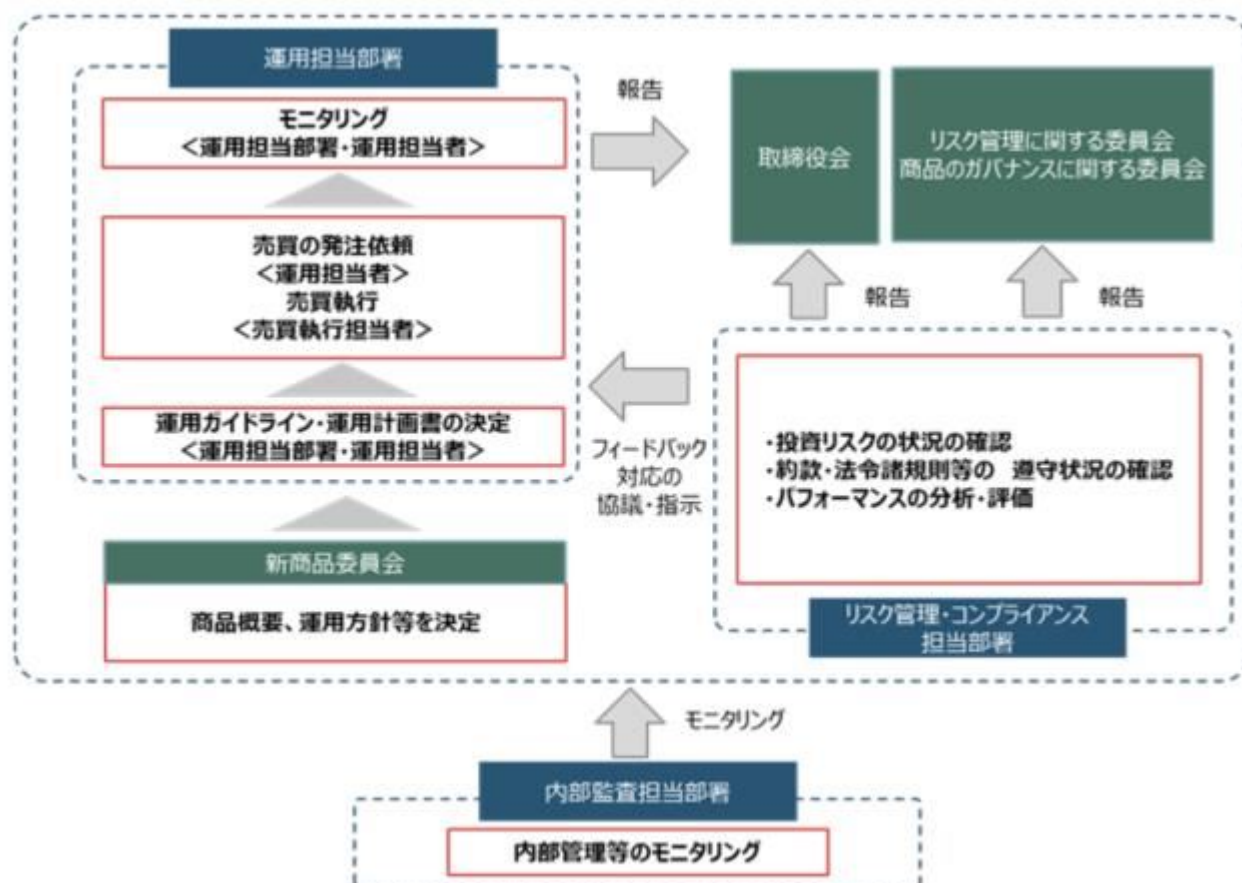 運用担当部署
モニタリング
<運用担当部署・運用担当者>
売買の発注依頼
<運用担当者>
売買執行
<売買執行担当者>
運用ガイドライン・運用計画書の決定
<運用担当部署・運用担当者>
新商品委員会
商品概要、運用方針等を決定
報告
取締役会
リスク管理に関する委員会
商品のガバナンスに関する委員会
報告
報告
フィードバック
対応の
協議・指示
・投資リスクの状況の確認
・約款・法令諸規則等の 遵守状況の確認
・パフォーマンスの分析・評価
リスク管理・コンプライアンス
担当部署
モニタリング
内部監査担当部署
内部管理等のモニタリング